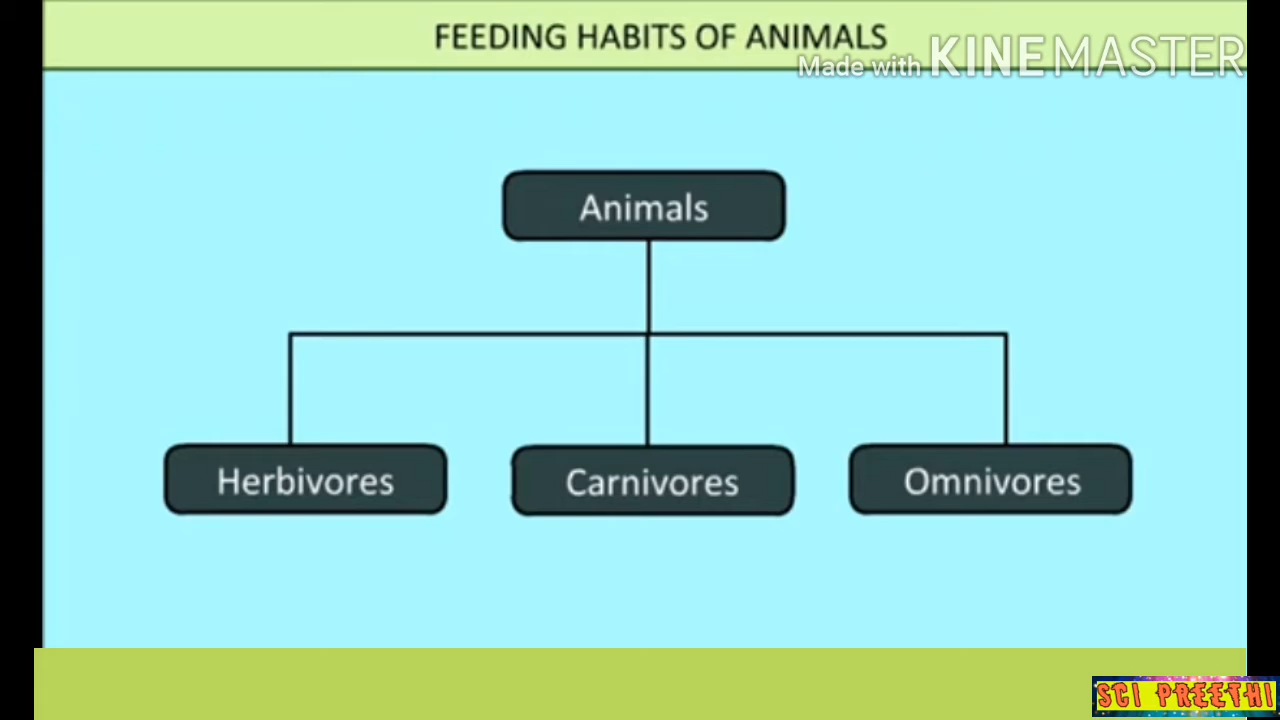 FEEDING HABITS OF ANIMALS
Made with KINEMASTER
Animals
Herbivores Carnivores Omnivores
SCI PREETHI